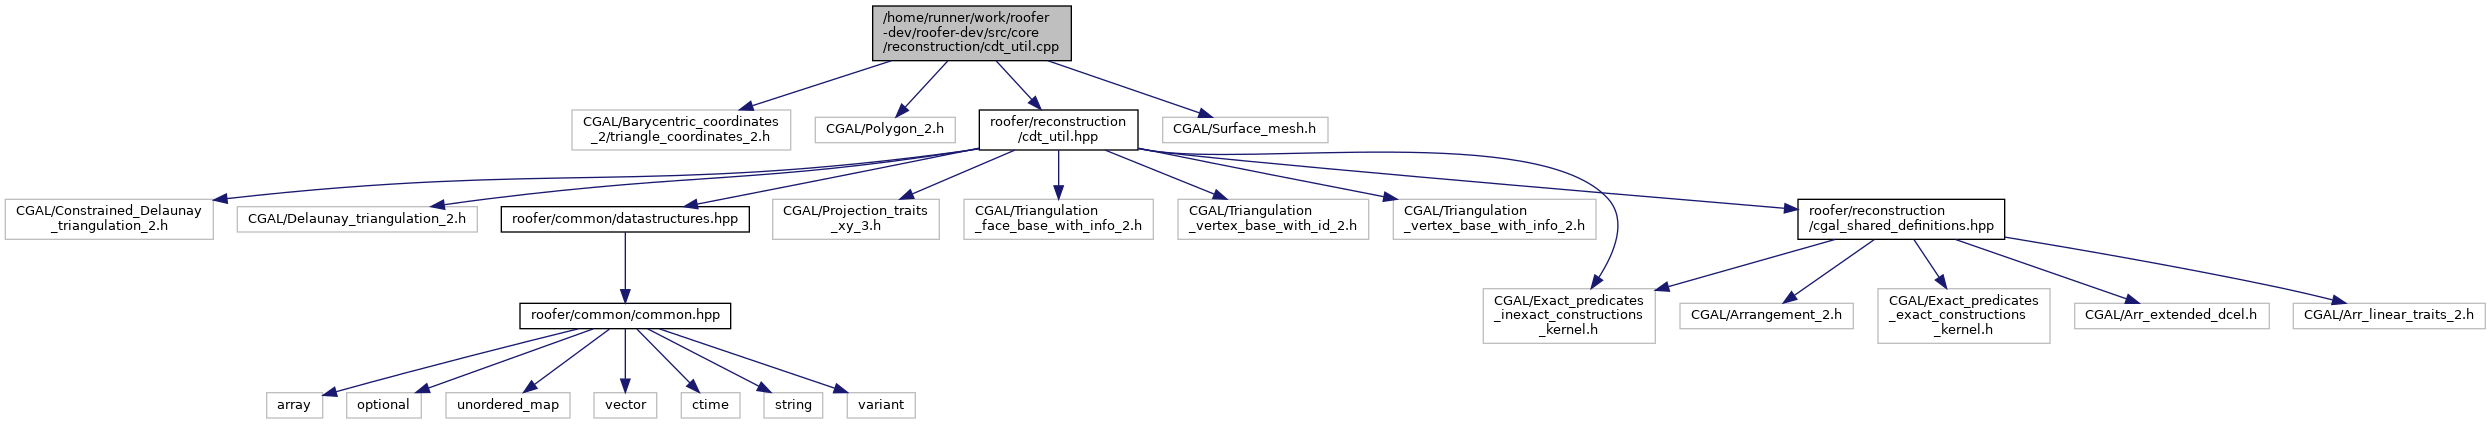 /home/runner/work/roofer
-dev/roofer-dev/src/core
/reconstruction/cdt_util.cpp
CGAL/Barycentric_coordinates
_2/triangle_coordinates_2.h
CGAL/Polygon_2.h
roofer/reconstruction
/cdt_util.hpp
CGAL/Surface_mesh.h
CGAL/Constrained_Delaunay
_triangulation_2.h
CGAL/Delaunay_triangulation_2.h
roofer/common/datastructures.hpp
CGAL/Projection_traits
_xy_3.h
CGAL/Triangulation
_face_base_with_info_2.h
CGAL/Triangulation
_vertex_base_with_id_2.h
CGAL/Triangulation
_vertex_base_with_info_2.h
roofer/reconstruction
/cgal_shared_definitions.hpp
roofer/common/common.hpp
CGAL/Exact_predicates
_inexact_constructions
_kernel.h
CGAL/Arrangement_2.h
CGAL/Exact_predicates
_exact_constructions
_kernel.h
CGAL/Arr_extended_dcel.h
CGAL/Arr_linear_traits_2.h
array
optional
unordered_map
vector
ctime
string
variant